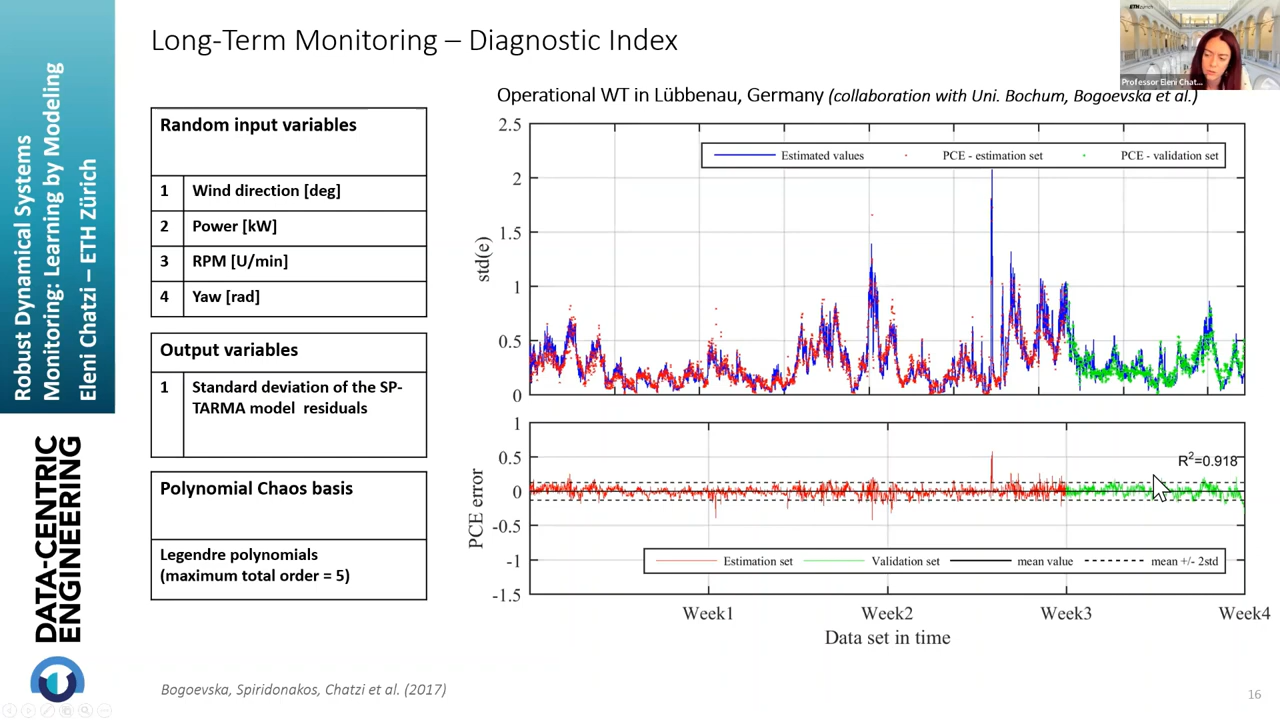 Long-Term Monitoring – Diagnostic Index
ETHzürich
Professor Eleni Chat...
Robust Dynamical Systems
Monitoring: Learning by Modeling
Eleni Chatzi – ETH Zürich
DATA-CENTRIC
ENGINEERING
Random input variables
1 Wind direction [deg]
2 Power [kW]
3 RPM [U/min]
4 Yaw [rad]
Output variables
1 Standard deviation of the SP-
TARMA model residuals
Polynomial Chaos basis
Legendre polynomials
(maximum total order = 5)
Operational WT in Lübbenau, Germany (collaboration with Uni. Bochum, Bogoevska et al.)
2.5
2
1.5
1
0.5
0
std(e)
Estimated values PCE - estimation set PCE - validation set
1
0.5
0
-0.5
-1
-1.5
PCE error
R²=0.918
Estimation set Validation set mean value mean +/- 2std
Week1 Week2 Week3 Week4
Data set in time
Bogoevska, Spiridonakos, Chatzi et al. (2017)
16